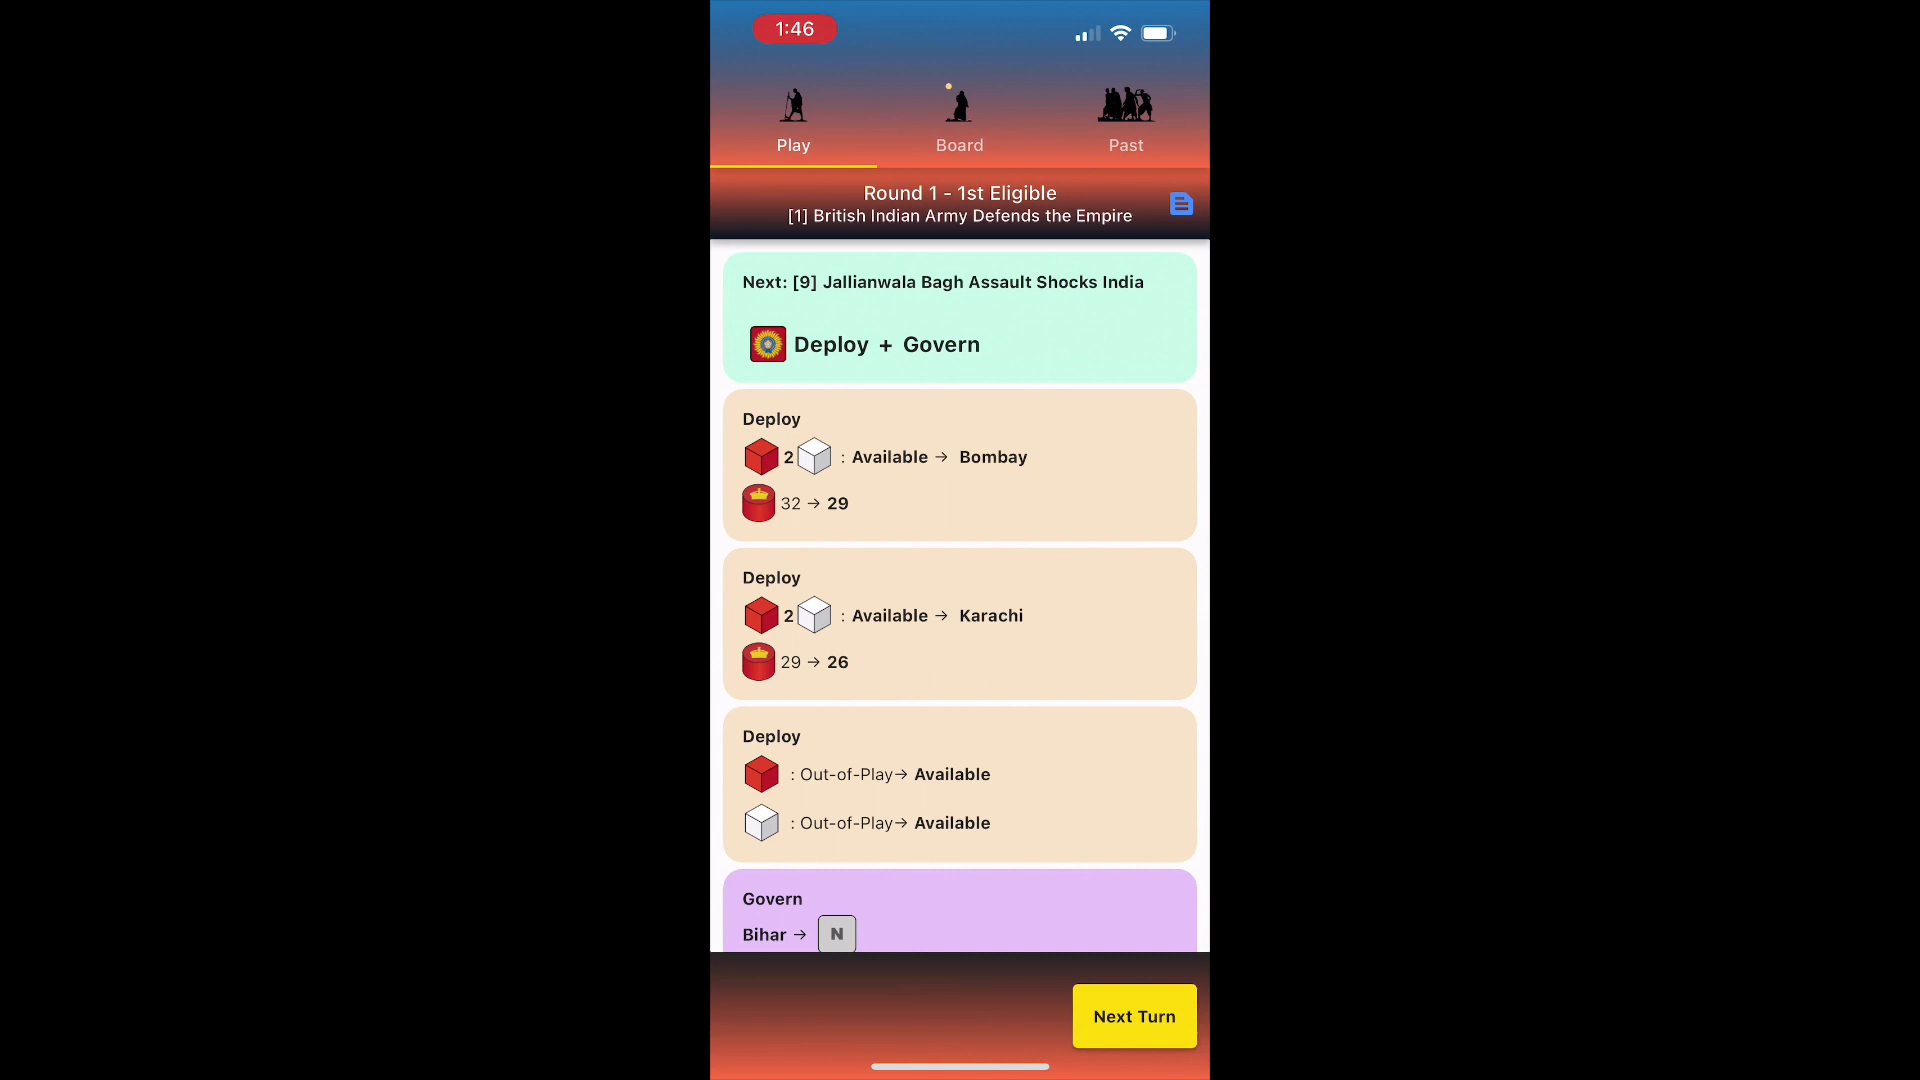 1:46
Play
Board
Past
Round 1 - 1st Eligible
[1] British Indian Army Defends the Empire
Next: [9] Jallianwala Bagh Assault Shocks India
Deploy + Govern
Deploy
2 : Available → Bombay
32 → 29
Deploy
2 : Available → Karachi
29 → 26
Deploy
: Out-of-Play→ Available
: Out-of-Play→ Available
Govern
Bihar → N
Next Turn